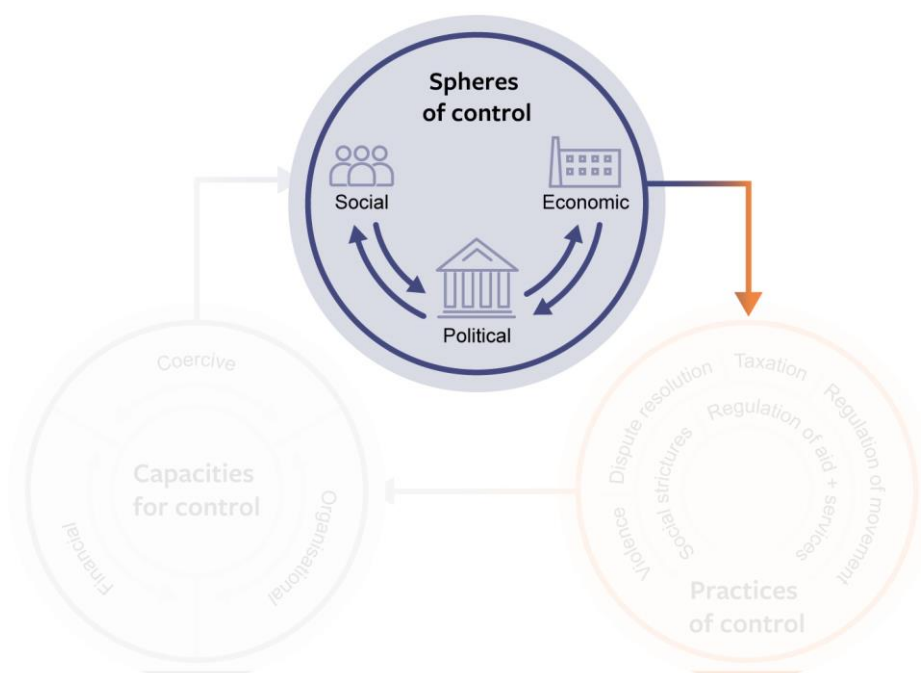 Spheres
of control
Social
Economic
Political
Coercive
Capacities
for control
Financial
Organisational
Violence
Dispute resolution
Taxation
Regulation of movement
Social strictures
Regulation of aid + services
Practices
of control